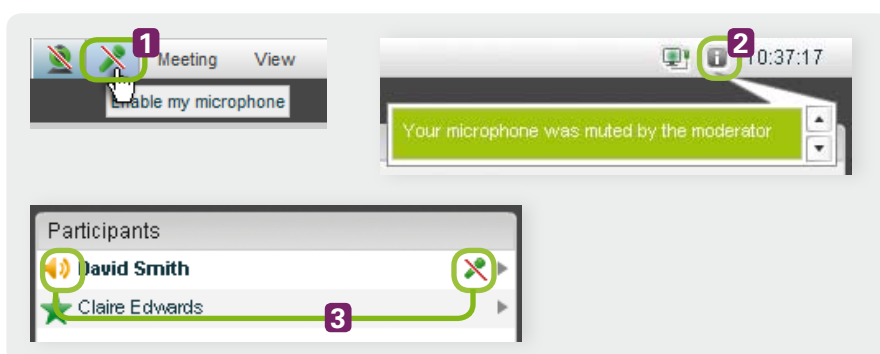 1
Meeting View
Enable my microphone
2
10:37:17
Your microphone was muted by the moderator
Participants
David Smith
Claire Edwards
3